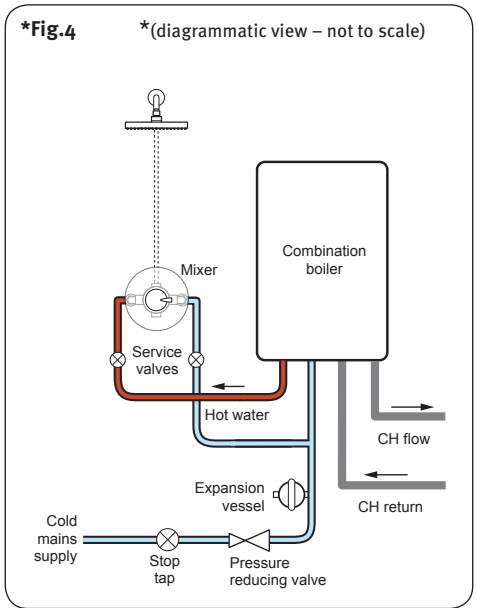 *Fig.4 *(diagrammatic view – not to scale)
Mixer
Combination
boiler
Service
valves
Hot water
CH flow
Expansion
vessel
CH return
Cold
mains
supply
Stop
tap
Pressure
reducing valve